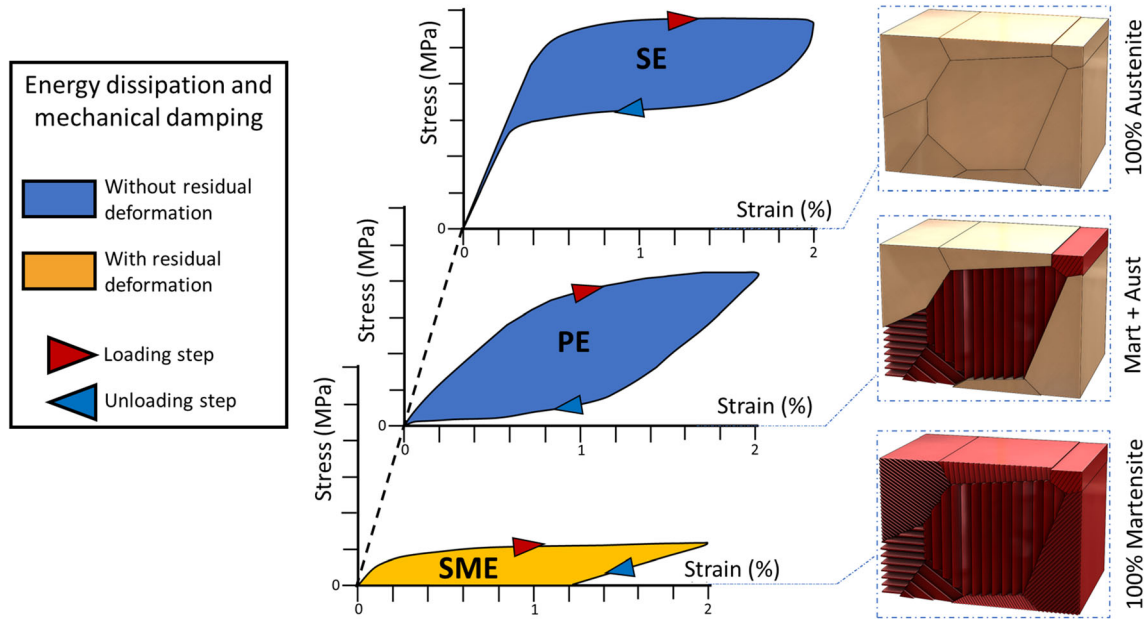 Energy dissipation and
mechanical damping
Without residual
deformation
With residual
deformation
Loading step
Unloading step
Stress (MPa)
SE
Strain (%)
0
0
1
2
100% Austenite
Stress (MPa)
PE
Strain (%)
0
0
1
2
Mart + Aust
Stress (MPa)
SME
Strain (%)
0
0
1
2
100% Martensite